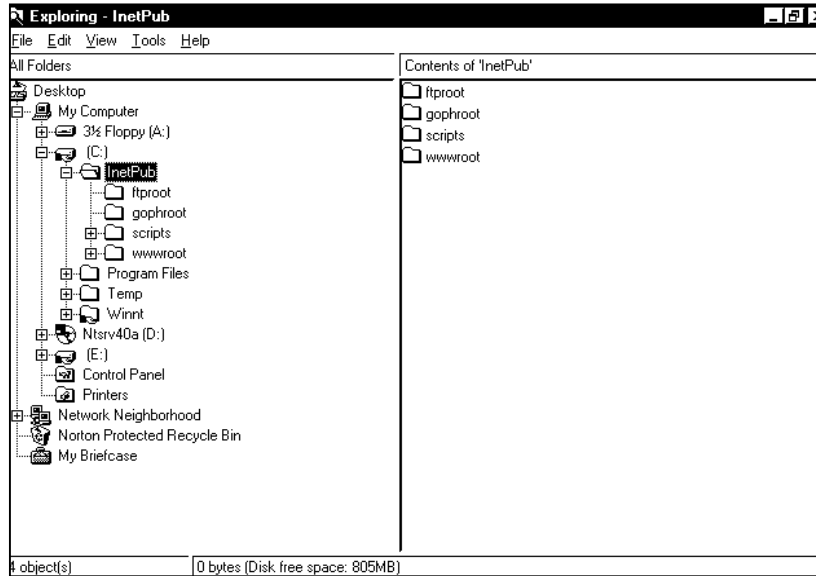 Exploring - InetPub
File Edit View Tools Help
All Folders
Contents of 'InetPub'
Desktop
My Computer
3½ Floppy (A:)
(C:)
InetPub
ftproot
gophroot
scripts
wwwroot
Program Files
Temp
Winnt
Ntsrv40a (D:)
(E:)
Control Panel
Printers
Network Neighborhood
Norton Protected Recycle Bin
My Briefcase
ftproot
gophroot
scripts
wwwroot
4 object(s)
0 bytes (Disk free space: 805MB)